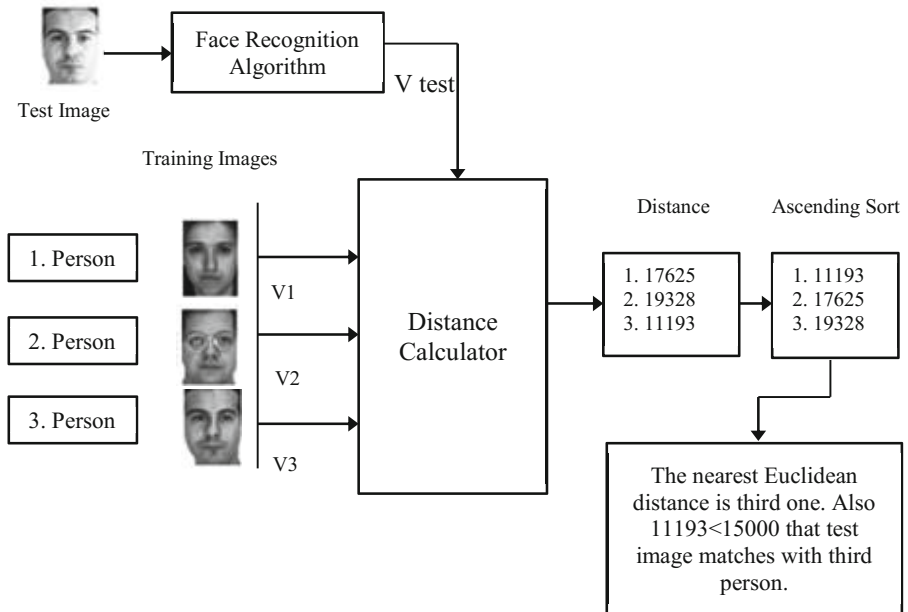 Face Recognition
Algorithm
Test Image
V test
Training Images
1. Person
2. Person
3. Person
V1
V2
V3
Distance
Calculator
Distance
1. 17625
2. 19328
3. 11193
Ascending Sort
1. 11193
2. 17625
3. 19328
The nearest Euclidean
distance is third one. Also
11193<15000 that test
image matches with third
person.